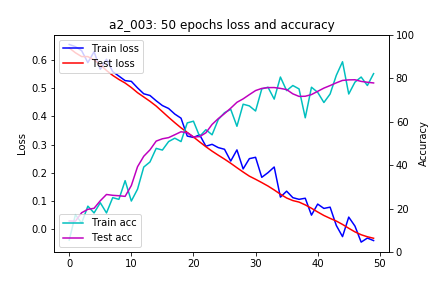 a2_003: 50 epochs loss and accuracy
Train loss
Test loss
Train acc
Test acc
Loss
0.6
0.5
0.4
0.3
0.2
0.1
0.0
Accuracy
100
80
60
40
20
0
0 10 20 30 40 50